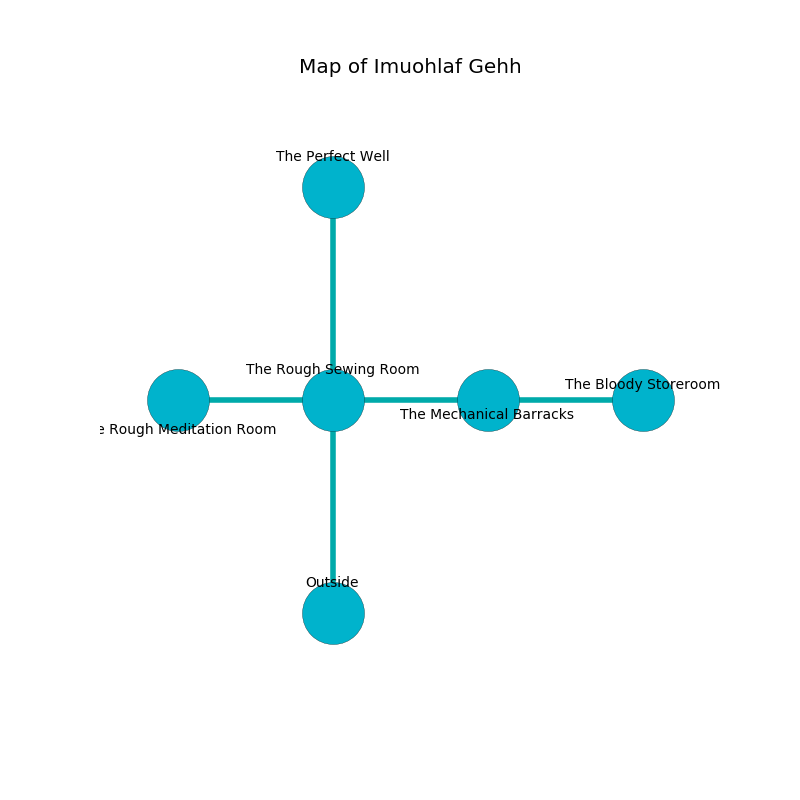 Map of Imuohlaf Gehh
The Perfect Well
The Rough Sewing Room
The Bloody Storeroom
The Mechanical Barracks
e Rough Meditation Room
Outside